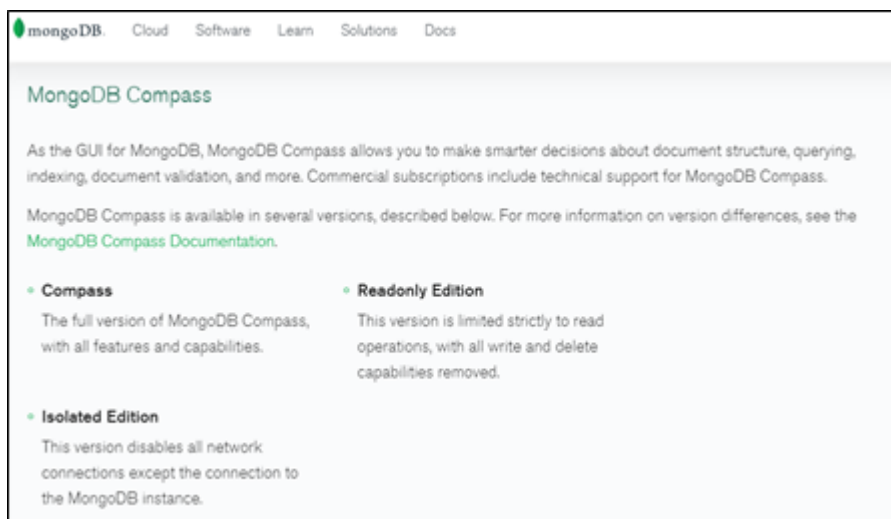 mongoDB. Cloud Software Learn Solutions Docs
MongoDB Compass
As the GUI for MongoDB, MongoDB Compass allows you to make smarter decisions about document structure, querying,
indexing, document validation, and more. Commercial subscriptions include technical support for MongoDB Compass.
MongoDB Compass is available in several versions, described below. For more information on version differences, see the
MongoDB Compass Documentation.
Compass
The full version of MongoDB Compass,
with all features and capabilities.
Readonly Edition
This version is limited strictly to read
operations, with all write and delete
capabilities removed.
Isolated Edition
This version disables all network
connections except the connection to
the MongoDB instance.